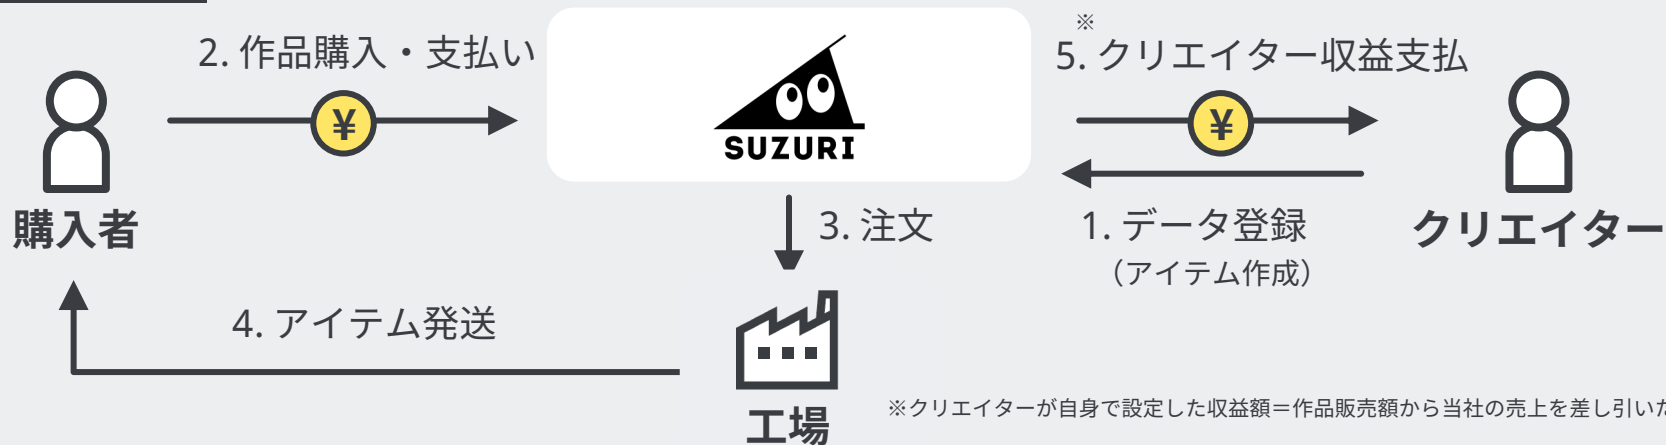 2. 作品購入・支払い
※
5. クリエイター収益支払
¥
¥
SUZURI
購入者
3. 注文
1. データ登録
（アイテム作成）
クリエイター
4. アイテム発送
※クリエイターが自身で設定した収益額＝作品販売額から当社の売上を差し引いた
工場